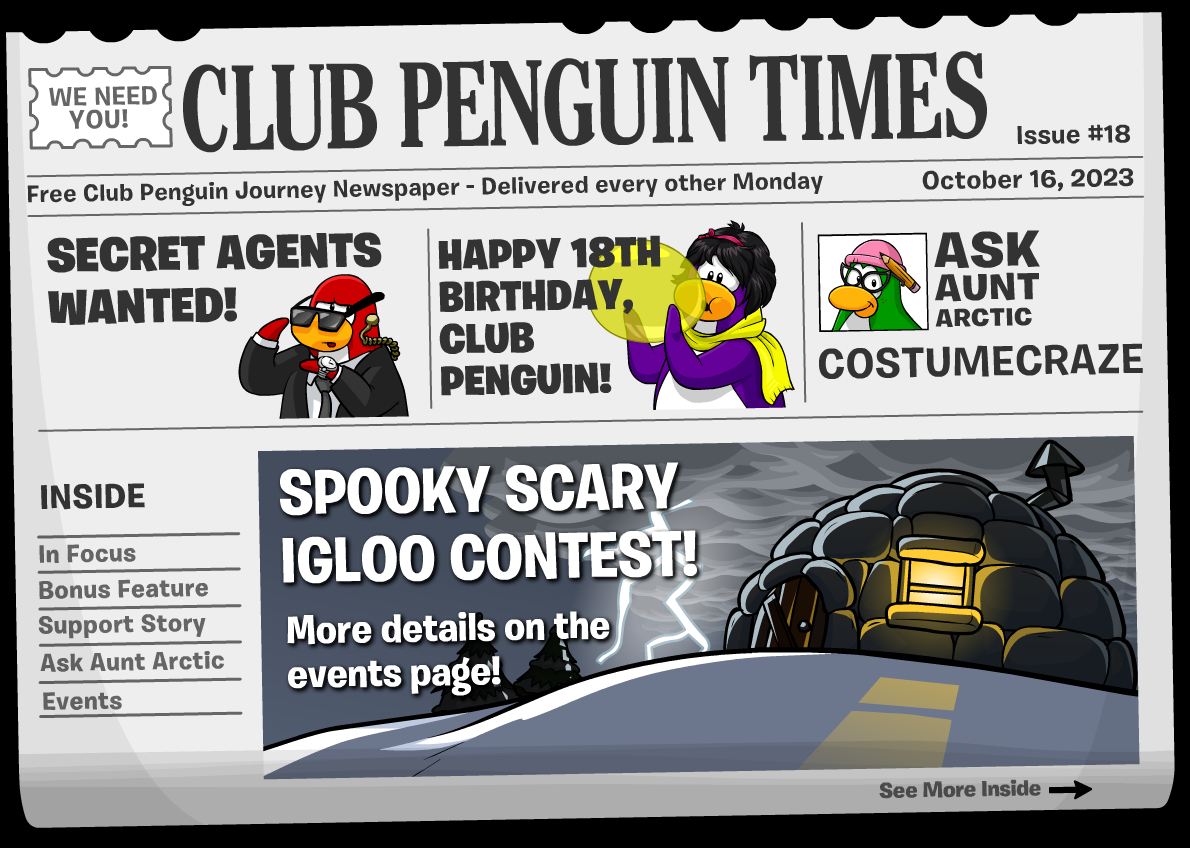 WE NEED
YOU!
CLUB PENGUIN TIMES
Issue #18
Free Club Penguin Journey Newspaper - Delivered every other Monday
October 16, 2023
SECRET AGENTS
WANTED!
HAPPY 18TH
BIRTHDAY,
CLUB
PENGUIN!
ASK
AUNT
ARCTIC
COSTUMECRAZE
INSIDE
In Focus
Bonus Feature
Support Story
Ask Aunt Arctic
Events
SPOOKY SCARY
IGLOO CONTEST!
More details on the
events page!
See More Inside